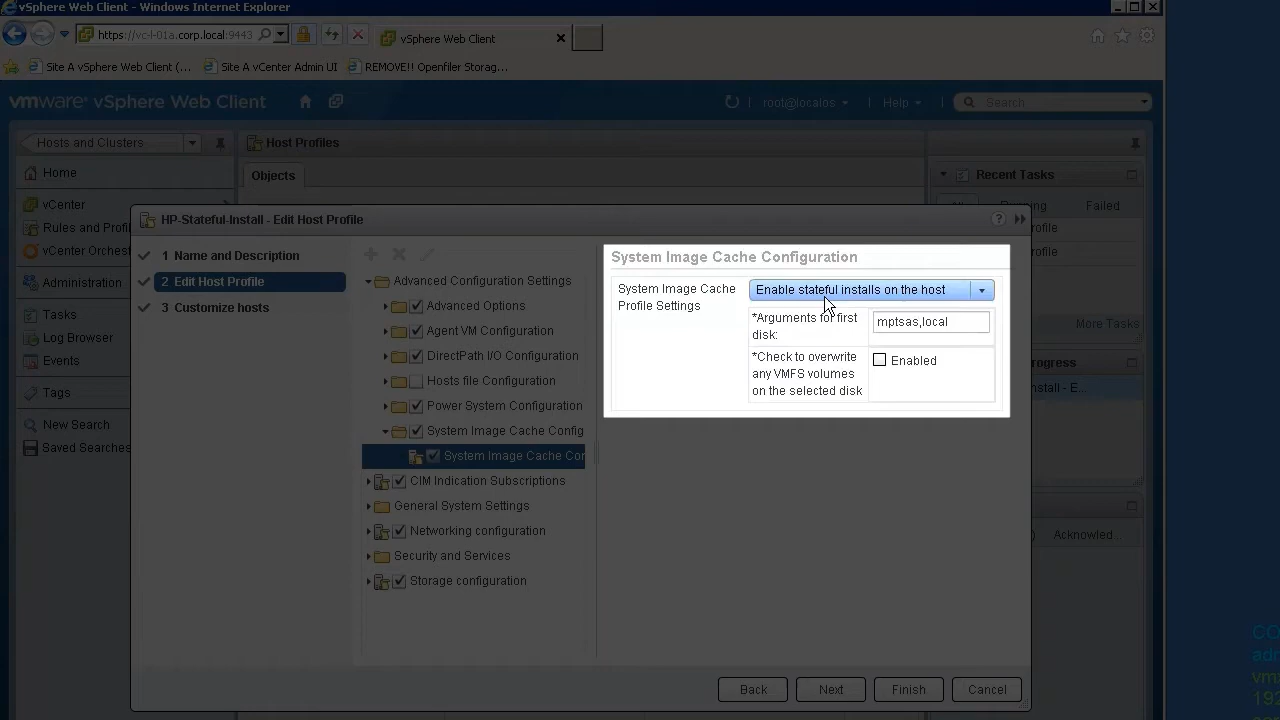 vSphere Web Client - Windows Internet Explorer
https://vc-l-01a.corp.local:9443
vSphere Web Client
Site A vSphere Web Client (...
Site A vCenter Admin UI
REMOVE!! Openfiler Storag...
vmware® vSphere Web Client
root@localos
Help
Search
Hosts and Clusters
Home
vCenter
Rules and Profi
vCenter Orchest
Administration
Tasks
Log Browser
Events
Tags
New Search
Saved Searches
Host Profiles
Objects
Recent Tasks
Failed
ofile
ofile
More Tasks
rogress
nstall - E...
Acknowled...
HP-Stateful-Install - Edit Host Profile
1 Name and Description
2 Edit Host Profile
3 Customize hosts
Advanced Configuration Settings
Advanced Options
Agent VM Configuration
DirectPath I/O Configuration
Hosts file Configuration
Power System Configuration
System Image Cache Config
System Image Cache Cor
CIM Indication Subscriptions
General System Settings
Networking configuration
Security and Services
Storage configuration
System Image Cache Configuration
System Image Cache
Profile Settings
Enable stateful installs on the host
*Arguments for first
disk:
mptsas,local
*Check to overwrite
any VMFS volumes
on the selected disk
Enabled
Back
Next
Finish
Cancel
CO
adr
19